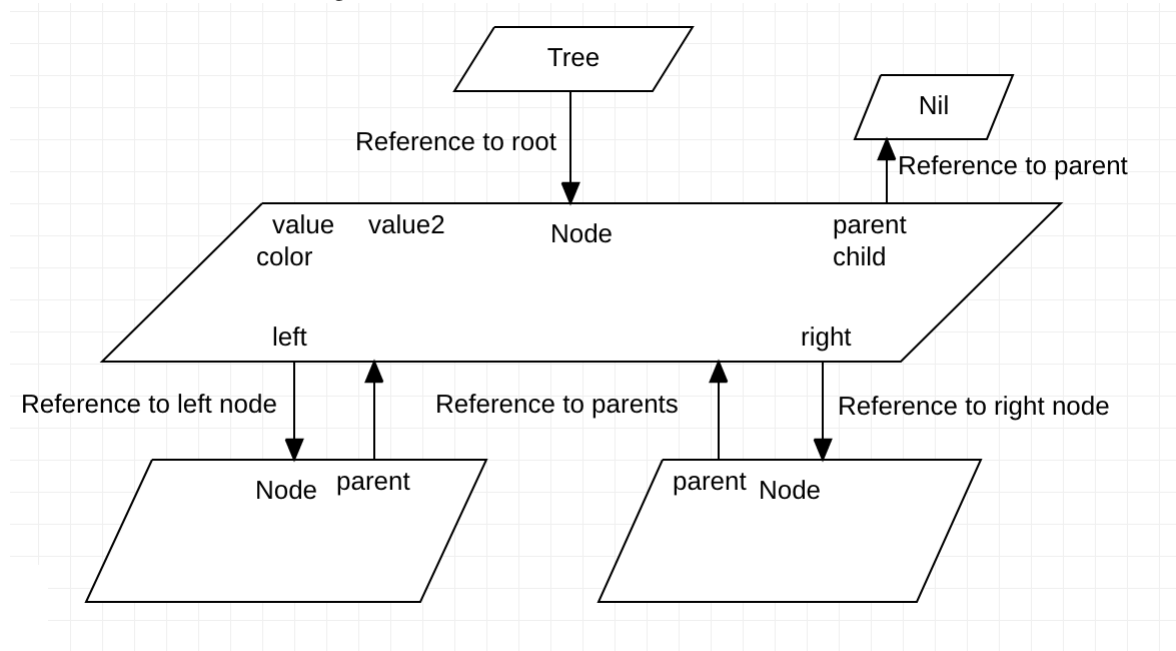 Tree
Nil
Reference to root
Reference to parent
value value2 Node parent
color child
left right
Reference to left node Reference to parents Reference to right node
Node parent parent Node